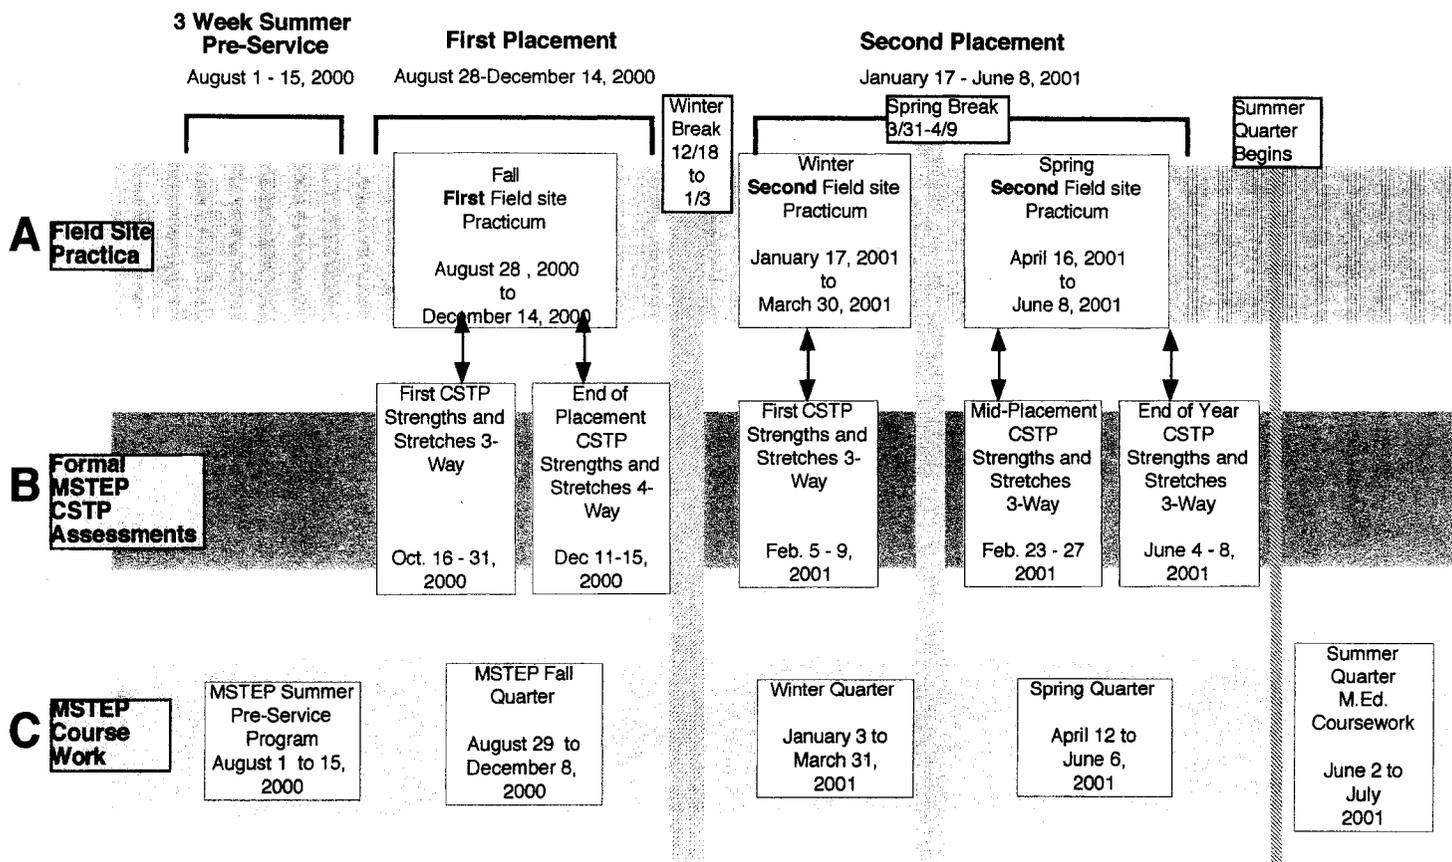 3 Week Summer
Pre-Service
August 1 - 15, 2000
First Placement
August 28-December 14, 2000
Second Placement
January 17 - June 8, 2001
Winter
Break
12/18
to
1/3
Spring Break
3/31-4/9
Summer
Quarter
Begins
A
Field Site
Practica
Fall
First Field site
Practicum
August 28 , 2000
to
December 14, 2000
Winter
Second Field site
Practicum
January 17, 2001
to
March 30, 2001
Spring
Second Field site
Practicum
April 16, 2001
to
June 8, 2001
B
Formal
MSTEP
CSTP
Assessments
First CSTP
Strengths and
Stretches 3-
Way
Oct. 16 - 31,
2000
End of
Placement
CSTP
Strengths and
Stretches 4-
Way
Dec 11-15,
2000
First CSTP
Strengths and
Stretches 3-
Way
Feb. 5 - 9,
2001
Mid-Placement
CSTP
Strengths and
Stretches
3-Way
Feb. 23 - 27
2001
End of Year
CSTP
Strengths and
Stretches
3-Way
June 4 - 8,
2001
C
MSTEP
Course
Work
MSTEP Summer
Pre-Service
Program
August 1 to 15,
2000
MSTEP Fall
Quarter
August 29 to
December 8,
2000
Winter Quarter
January 3 to
March 31,
2001
Spring Quarter
April 12 to
June 6,
2001
Summer
Quarter
M.Ed.
Coursework
June 2 to
July
2001